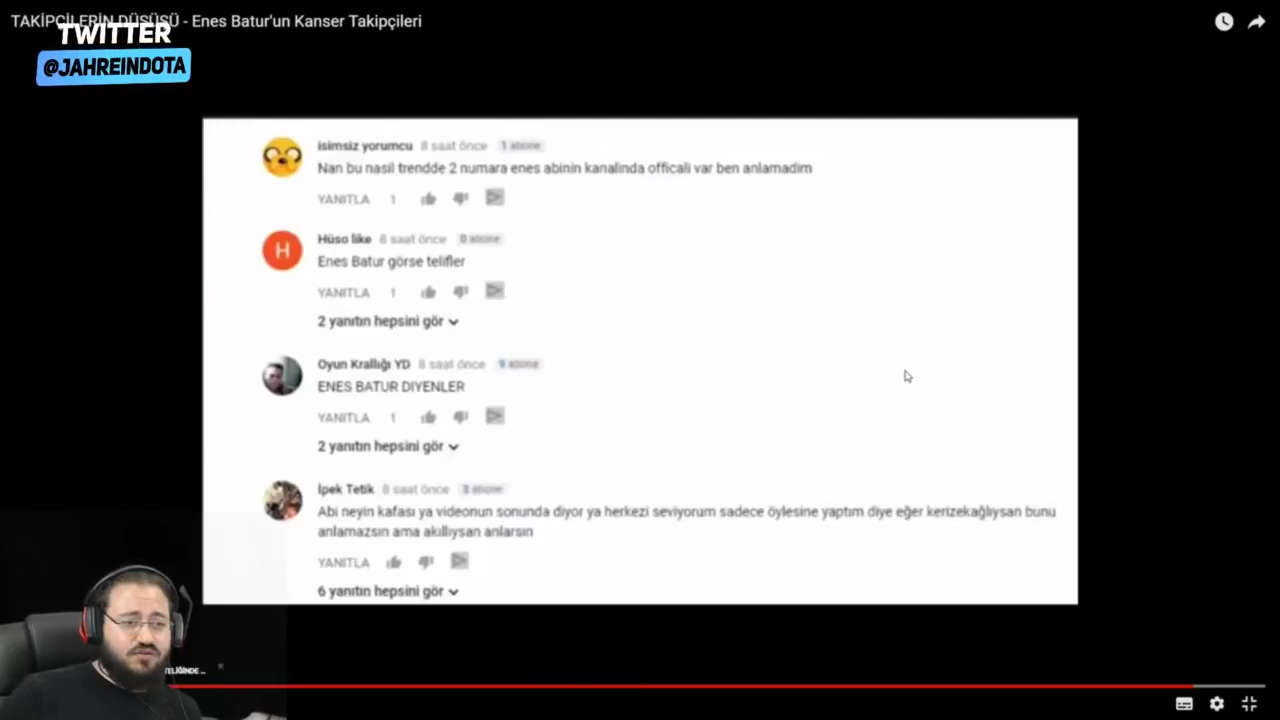 TAKİPÇİLERİN DÜŞÜŞÜ - Enes Batur'un Kanser Takipçileri
TWITTER
@JAHREINDOTA
isimsiz yorumcu 8 saat önce 1 abone
Nan bu nasil trendde 2 numara enes abinin kanalinda officali var ben anlamadim
YANITLA 1
H
Hüso like 8 saat önce 0 abone
Enes Batur görse telifler
YANITLA 1
2 yanıtın hepsini gör
Oyun Krallığı YD 8 saat önce 9 abone
ENES BATUR DIYENLER
YANITLA 1
2 yanıtın hepsini gör
İpek Tetik 8 saat önce 3 abone
Abi neyin kafası ya videonun sonunda diyor ya herkezi seviyorum sadece öylesine yaptım diye eğer kerizekağlıysan bunu
anlamazsın ama akıllıysan anlarsın
YANITLA
6 yanıtın hepsini gör